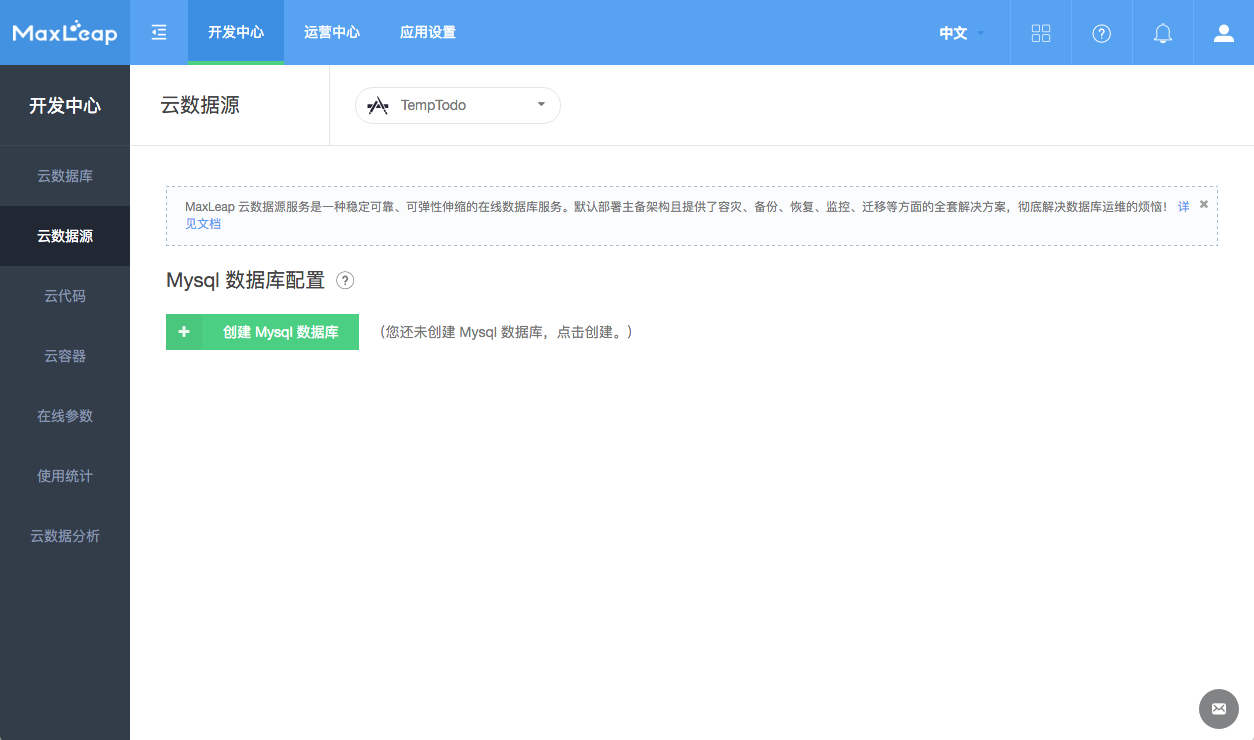 MaxLeap
开发中心
运营中心
应用设置
中文
开发中心
云数据源
TempTodo
云数据库
云数据源
云代码
云容器
在线参数
使用统计
云数据分析
MaxLeap 云数据源服务是一种稳定可靠、可弹性伸缩的在线数据库服务。默认部署主备架构且提供了容灾、备份、恢复、监控、迁移等方面的全套解决方案，彻底解决数据库运维的烦恼！ 详
见文档
Mysql 数据库配置 ?
+ 创建 Mysql 数据库 （您还未创建 Mysql 数据库，点击创建。）